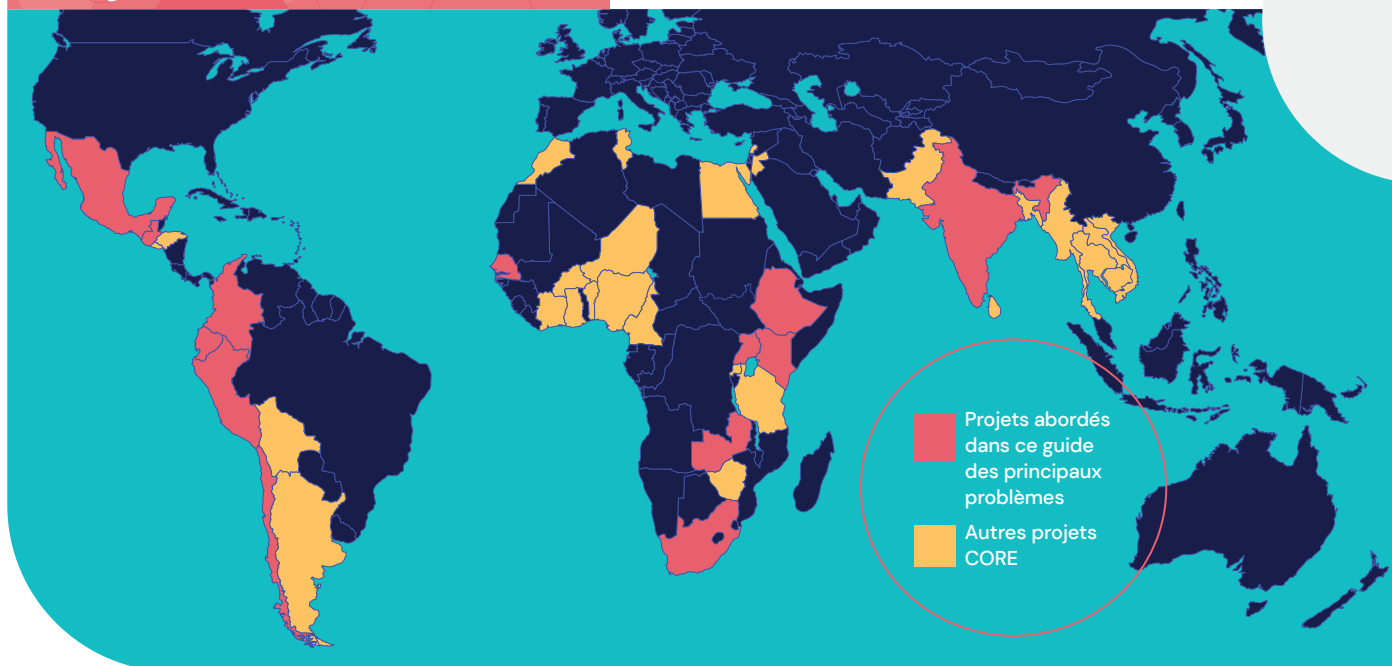 Projets abordés
dans ce guide
des principaux
problèmes
Autres projets
CORE